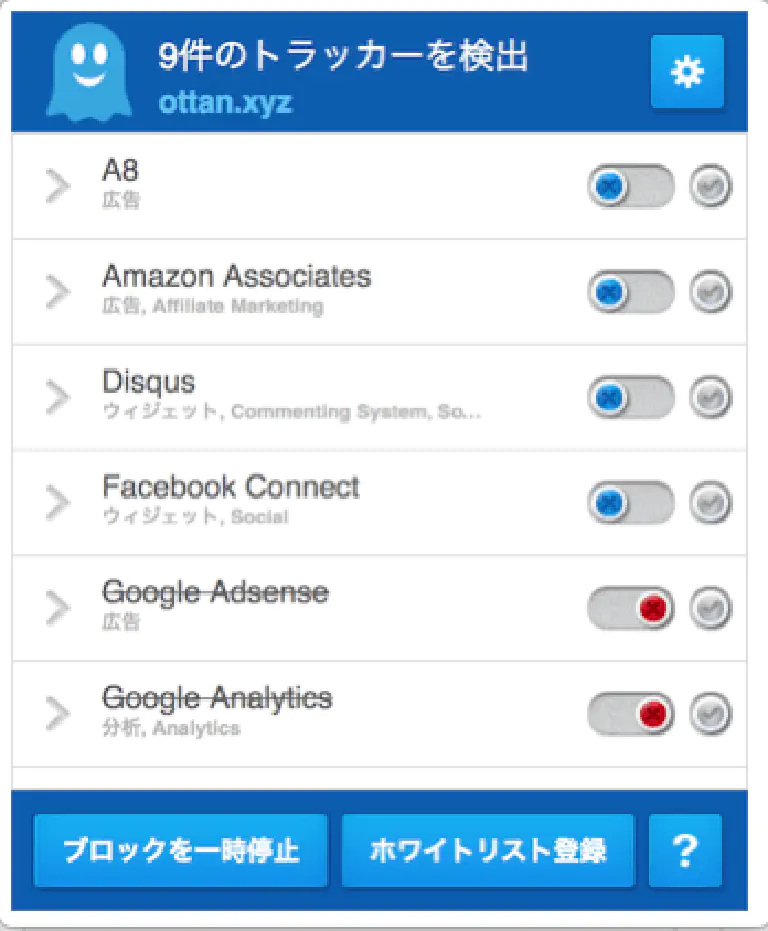 9件のトラッカーを検出
ottan.xyz
A8
広告
Amazon Associates
広告, Affiliate Marketing
Disqus
ウィジェット, Commenting System, So...
Facebook Connect
ウィジェット, Social
Google Adsense
広告
Google Analytics
分析, Analytics
ブロックを一時停止
ホワイトリスト登録
?